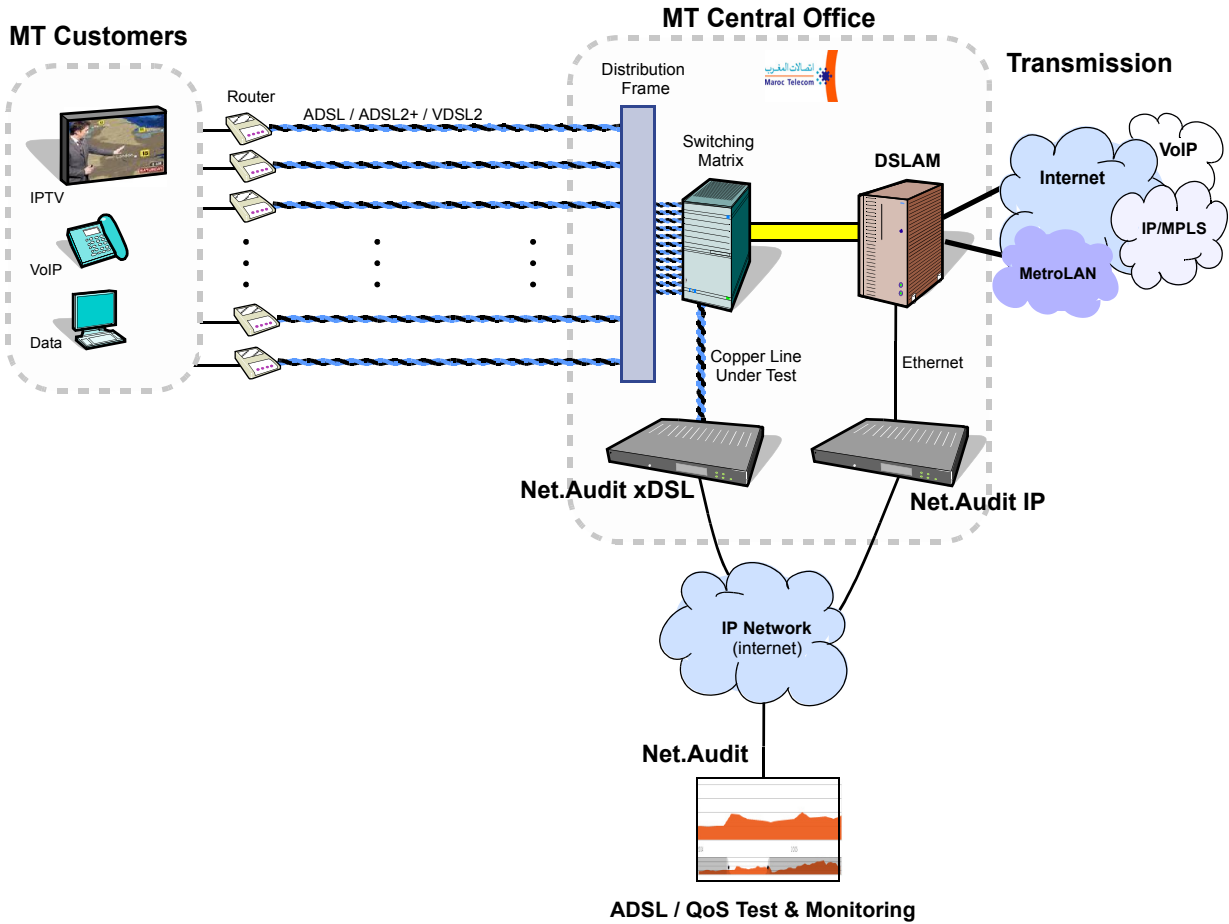 MT Customers
MT Central Office
Transmission
اتصالات المغرب
Maroc Telecom
Distribution
Frame
Router
ADSL / ADSL2+ / VDSL2
Switching
Matrix
DSLAM
VoIP
Internet
IP/MPLS
MetroLAN
IPTV
VoIP
Data
Copper Line
Under Test
Ethernet
Net.Audit xDSL
Net.Audit IP
IP Network
(internet)
Net.Audit
ADSL / QoS Test & Monitoring